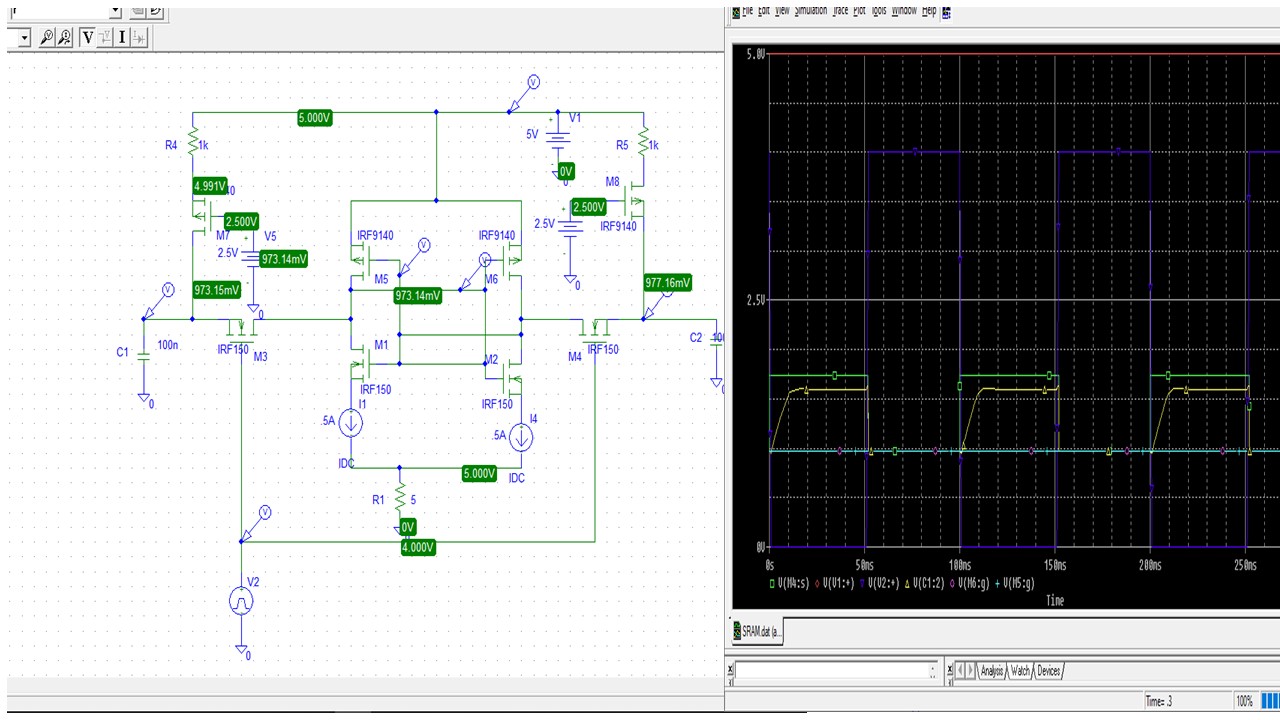 r
V I
File Edit View Simulation Trace Plot Tools Window Help
V
5.000V
V1
5V
0V
0
R4
1k
R5
1k
4.991V
40
M8
M7
2.500V
V5
2.5V
973.14mV
0
2.5V
2.500V
IRF9140
0
IRF9140
IRF9140
V
V
M5
M6
973.14mV
973.15mV
977.16mV
V
C1
100n
0
IRF150
M3
M4
IRF150
C2
0
M1
M2
IRF150
IRF150
I1
.5A
IDC
I4
.5A
IDC
5.000V
R1
5
0V
4.000V
V
V2
0
5.0V
2.5V
0V
0s 50ms 100ms 150ms 200ms 250ms
V(M4:s) V(V1:+) V(V2:+) V(C1:2) V(M6:g) V(M5:g)
Time
SRAM.dat (a...
Analysis Watch Devices
Time= .3
100%